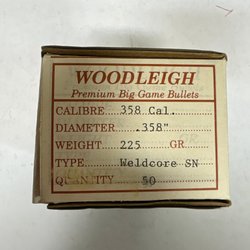 WOODLEIGH
Premium Big Game Bullets
CALIBRE 358 Cal.
DIAMETER .358"
WEIGHT 225 GR.
TYPE Weldcore SN
QUANTITY 50